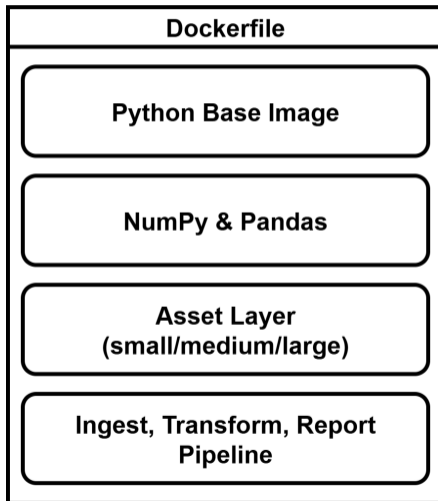 Dockerfile
Python Base Image
NumPy & Pandas
Asset Layer
(small/medium/large)
Ingest, Transform, Report
Pipeline